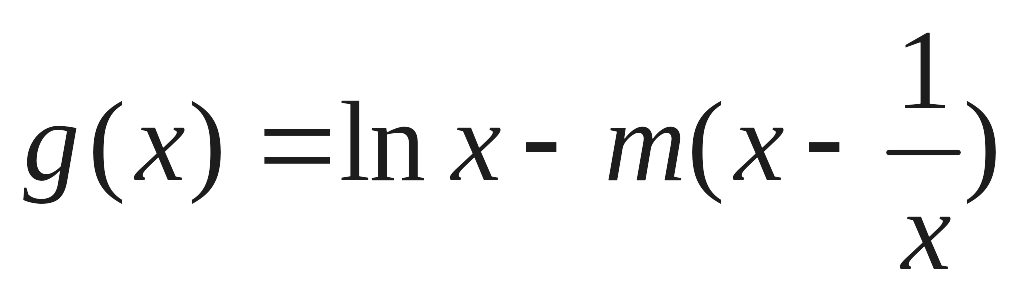 g(x) = ln x - m(x - 1/x)